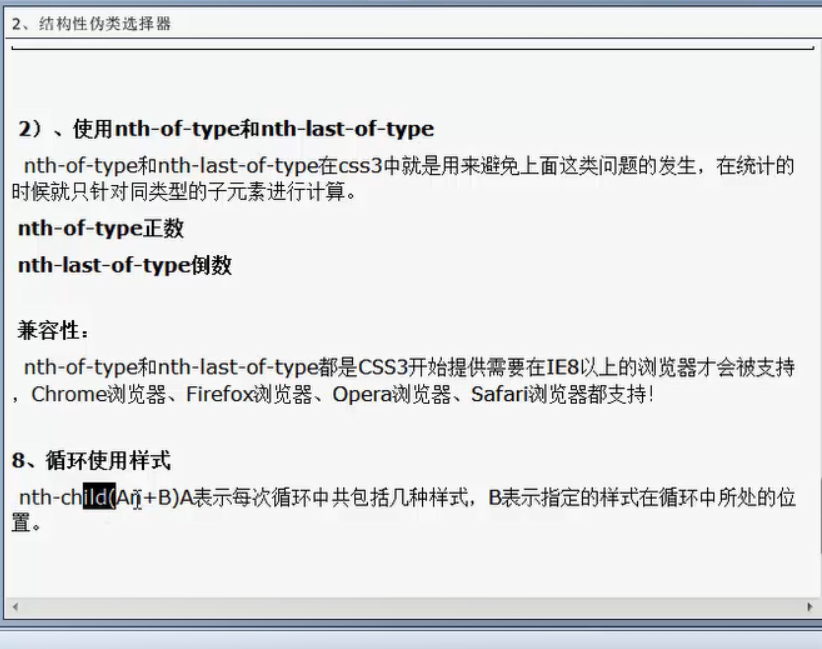 2、结构性伪类选择器
2）、使用nth-of-type和nth-last-of-type
nth-of-type和nth-last-of-type在css3中就是用来避免上面这类问题的发生，在统计的
时候就只针对同类型的子元素进行计算。
nth-of-type正数
nth-last-of-type倒数
兼容性：
nth-of-type和nth-last-of-type都是CSS3开始提供需要在IE8以上的浏览器才会被支持
，Chrome浏览器、Firefox浏览器、Opera浏览器、Safari浏览器都支持！
8、循环使用样式
nth-child(An+B)A表示每次循环中共包括几种样式，B表示指定的样式在循环中所处的位
置。